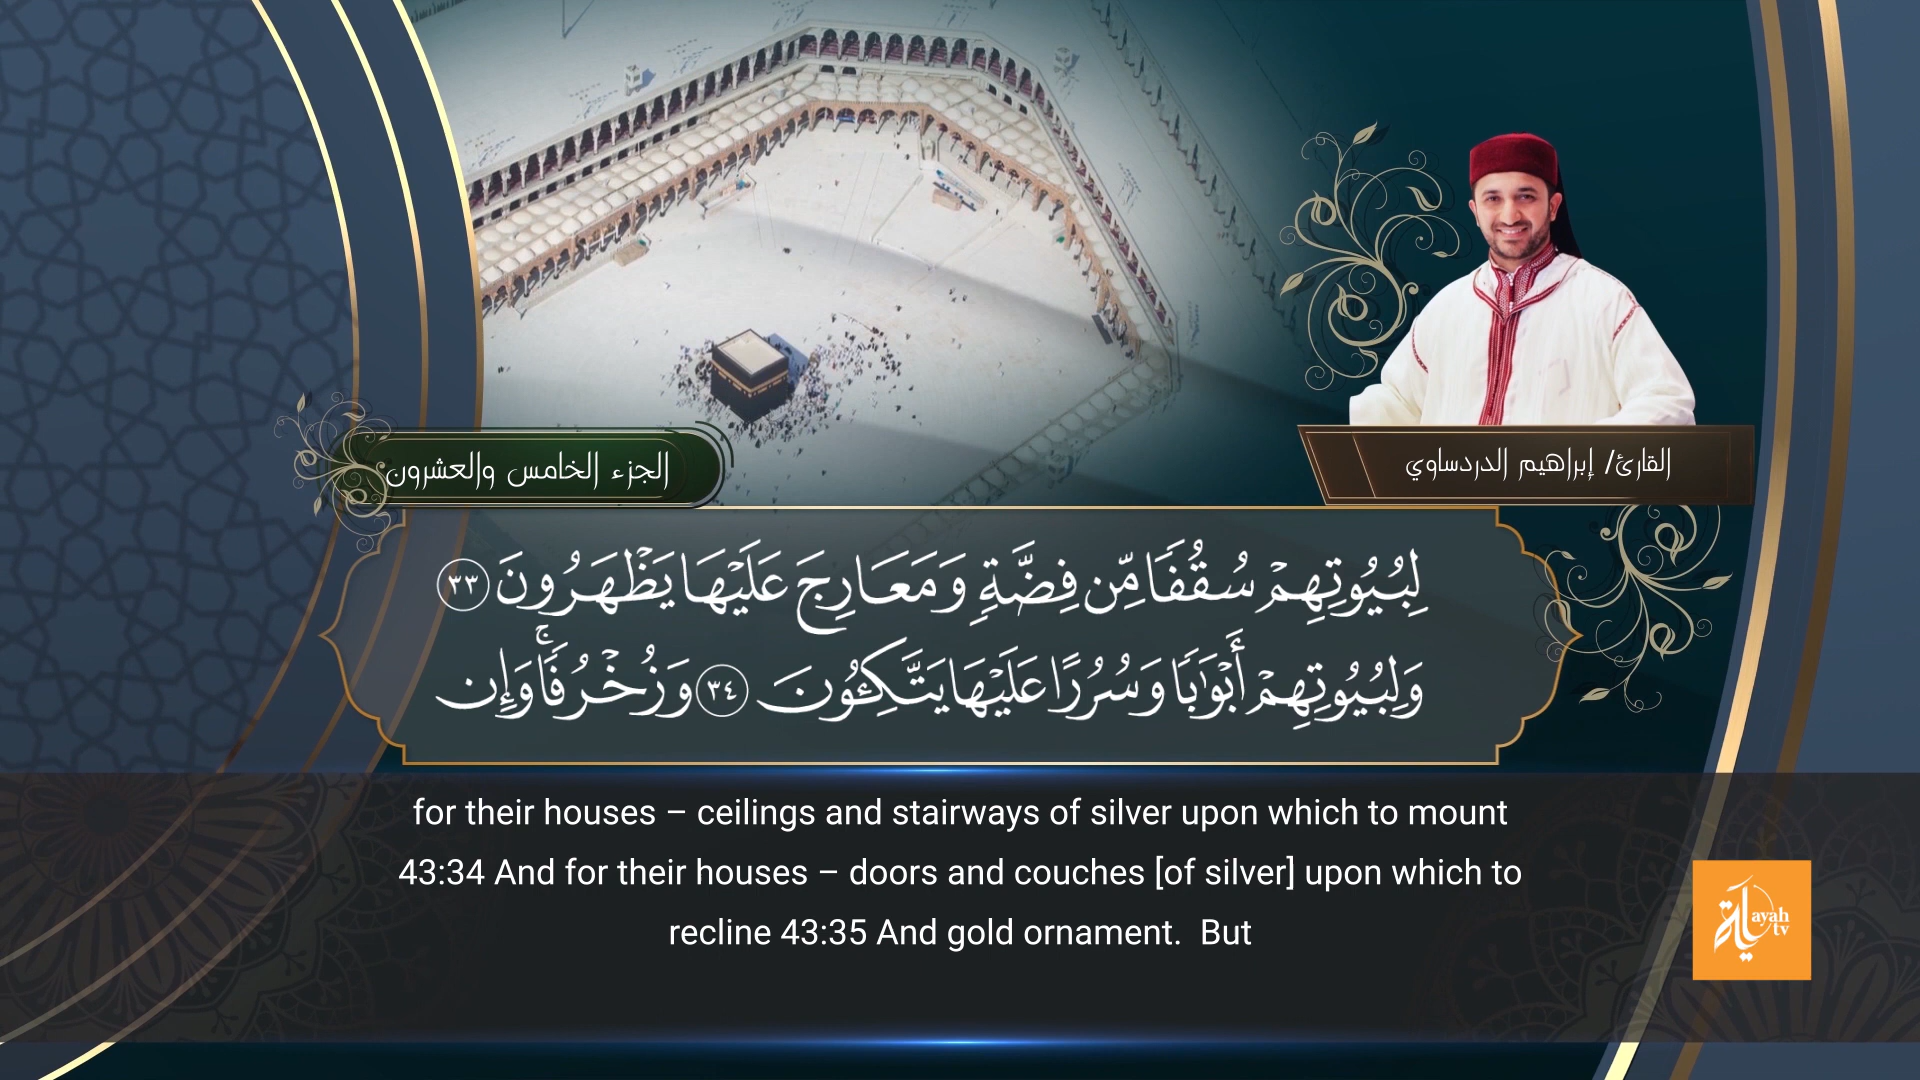 القارئ/ إبراهيم الدردساوي
الجزء الخامس والعشرون
لِبُيُوتِهِمْ سُقُفًا مِّن فِضَّةٍ وَمَعَارِجَ عَلَيْهَا يَظْهَرُونَ ٣٣
وَلِبُيُوتِهِمْ أَبْوَٰبًا وَسُرُرًا عَلَيْهَا يَتَّكِـُٔونَ ٣٤ وَزُخْرُفًا ۚ وَإِن
for their houses – ceilings and stairways of silver upon which to mount
43:34 And for their houses – doors and couches [of silver] upon which to
recline 43:35 And gold ornament.  But
آية
ayah
tv